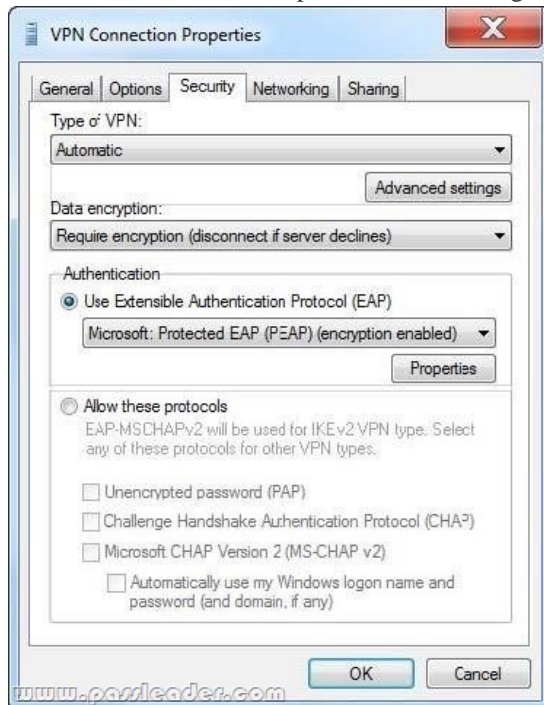 VPN Connection Properties
General Options Security Networking Sharing
Type of VPN:
Automatic
Advanced settings
Data encryption:
Require encryption (disconnect if server declines)
Authentication
Use Extensible Authentication Protocol (EAP)
Microsoft: Protected EAP (PEAP) (encryption enabled)
Properties
Allow these protocols
EAP-MSCHAPv2 will be used for IKEv2 VPN type. Select
any of these protocols for other VPN types.
Unencrypted password (PAP)
Challenge Handshake Authentication Protocol (CHAP)
Microsoft CHAP Version 2 (MS-CHAP v2)
Automatically use my Windows logon name and
password (and domain, if any)
OK Cancel
www.passleader.com